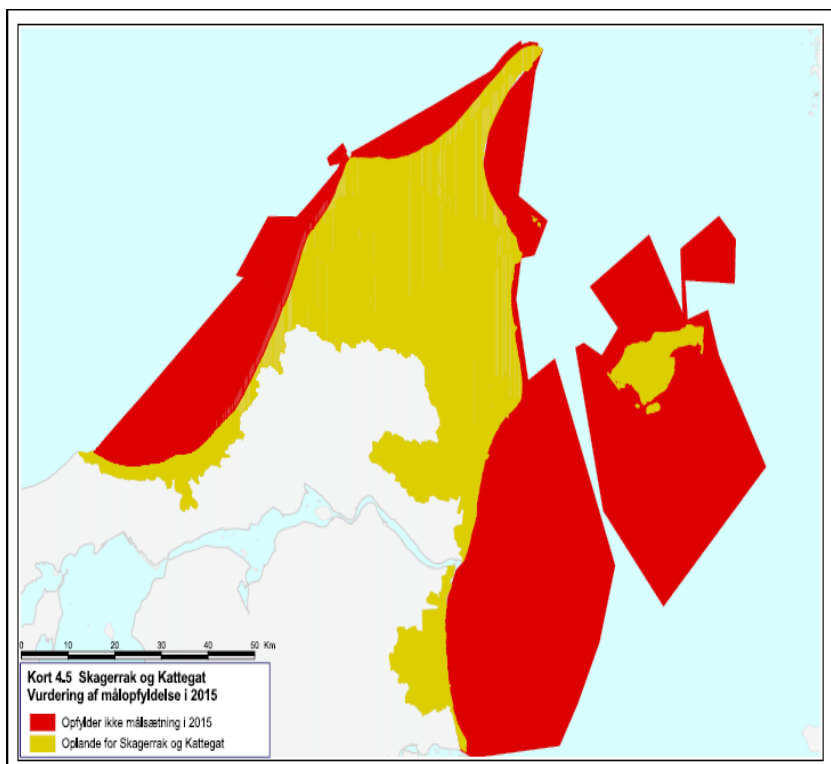 0 10 20 30 40 50 Km
Kort 4.5 Skagerrak og Kattegat
Vurdering af målopfyldelse i 2015
Opfylder ikke målsætning i 2015
Oplande for Skagerrak og Kattegat